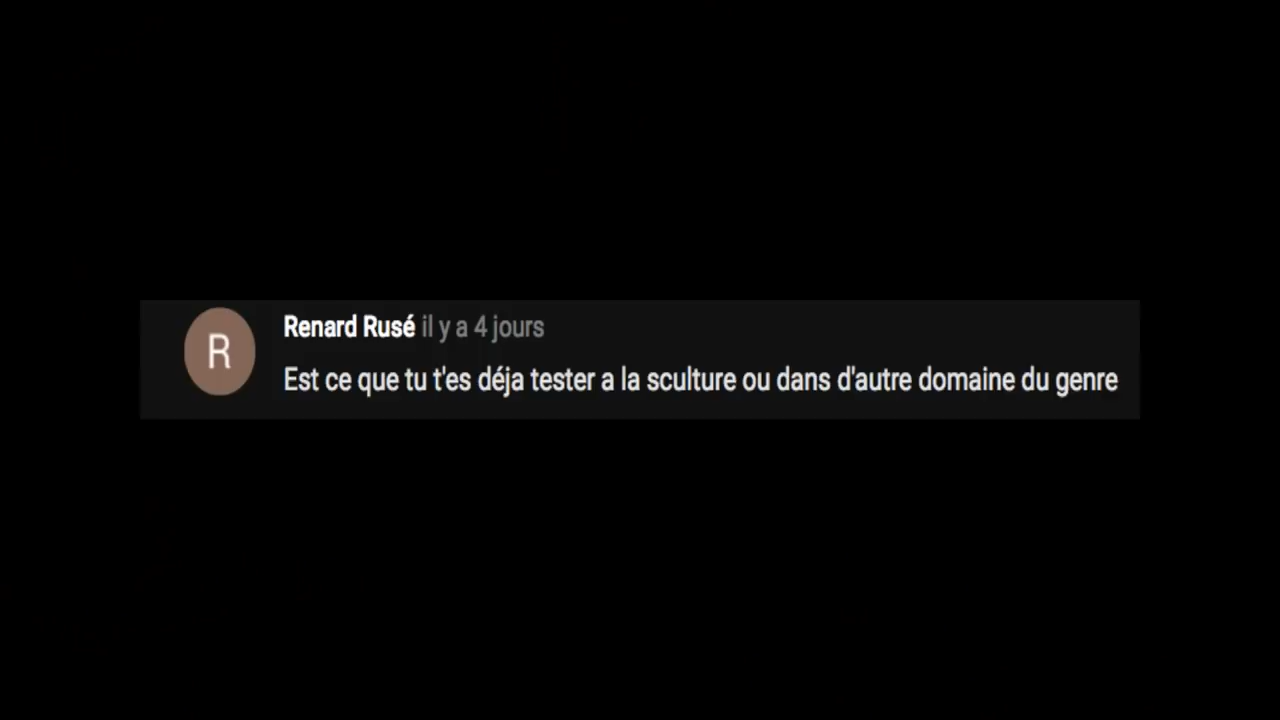 R
Renard Rusé il y a 4 jours
Est ce que tu t'es déja tester a la sculture ou dans d'autre domaine du genre